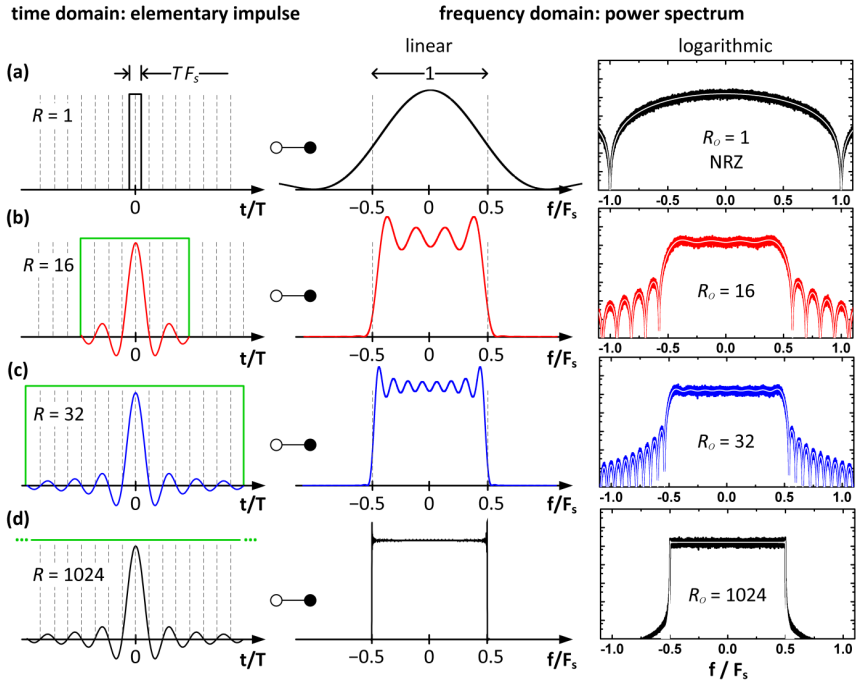 time domain: elementary impulse
frequency domain: power spectrum
linear
logarithmic
(a)
T Fs
1
R = 1
Ro = 1
NRZ
0
t/T
−0.5 0 0.5 f/Fs
-1.0 -0.5 0.0 0.5 1.0
(b)
R = 16
Ro = 16
0
t/T
−0.5 0 0.5 f/Fs
-1.0 -0.5 0.0 0.5 1.0
(c)
R = 32
Ro = 32
0
t/T
−0.5 0 0.5 f/Fs
-1.0 -0.5 0.0 0.5 1.0
(d)
R = 1024
Ro = 1024
0
t/T
−0.5 0 0.5 f/Fs
-1.0 -0.5 0.0 0.5 1.0
f / Fs